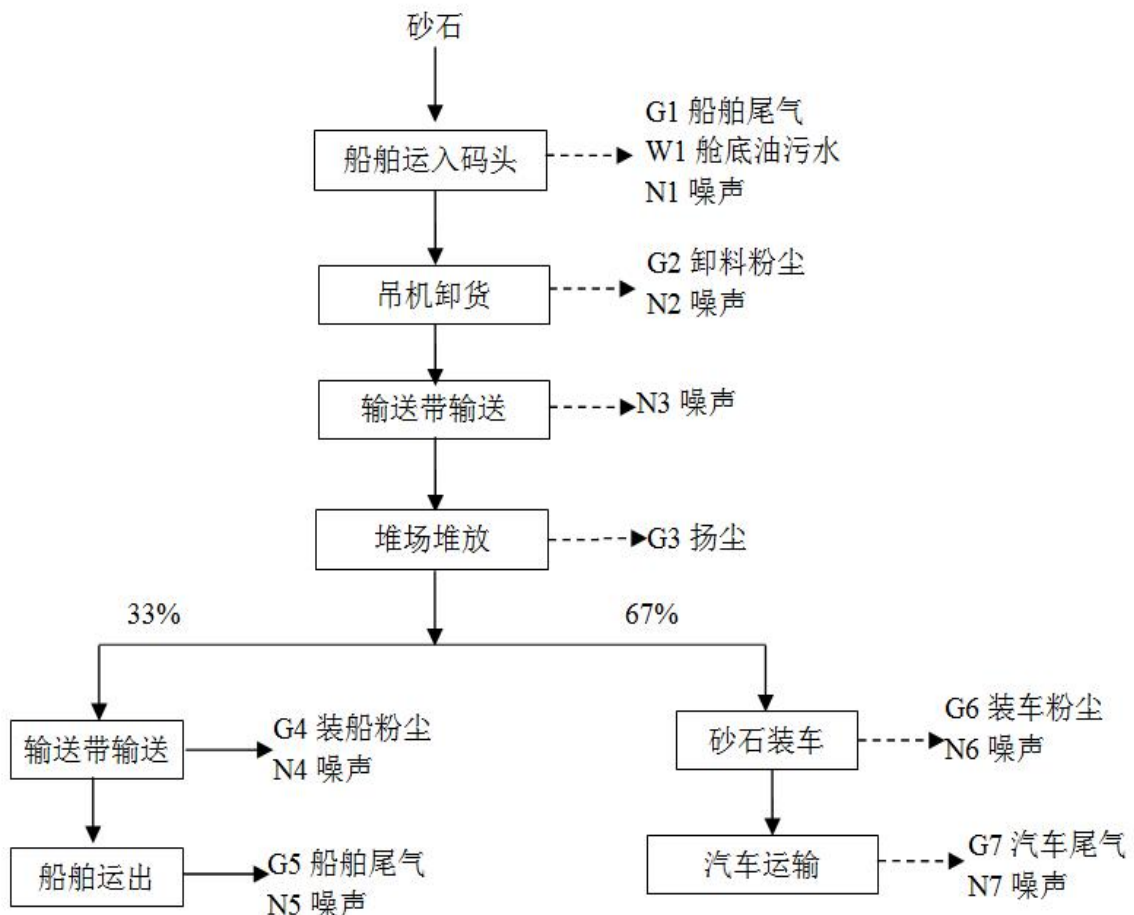 砂石
船舶运入码头
G1 船舶尾气
W1 舱底油污水
N1 噪声
吊机卸货
G2 卸料粉尘
N2 噪声
输送带输送
N3 噪声
堆场堆放
G3 扬尘
33%
67%
输送带输送
G4 装船粉尘
N4 噪声
砂石装车
G6 装车粉尘
N6 噪声
船舶运出
G5 船舶尾气
N5 噪声
汽车运输
G7 汽车尾气
N7 噪声